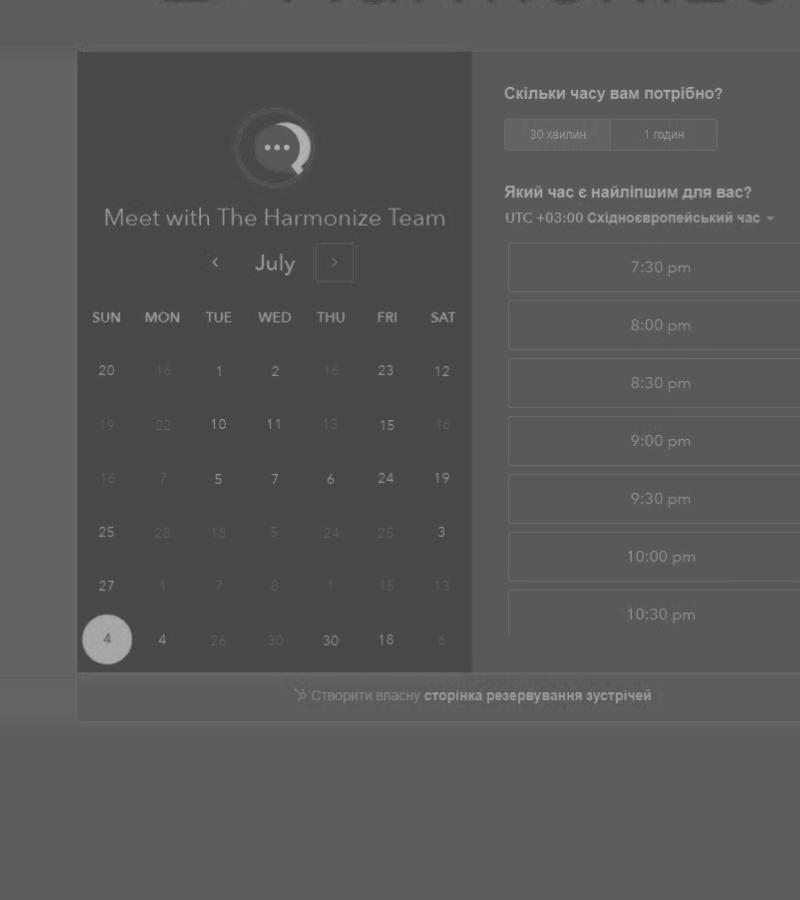 Meet with The Harmonize Team
July
SUN MON TUE WED THU FRI SAT
20 16 1 2 16 23 12
19 22 10 11 13 15 16
16 7 5 7 6 24 19
25 28 18 5 24 25 3
27 1 7 8 1 15 13
4 4 26 30 30 18 6
Скільки часу вам потрібно?
30 хвилин 1 годин
Який час є найліпшим для вас?
UTC +03:00 Східноєвропейський час
7:30 pm
8:00 pm
8:30 pm
9:00 pm
9:30 pm
10:00 pm
10:30 pm
Створити власну сторінка резервування зустрічей